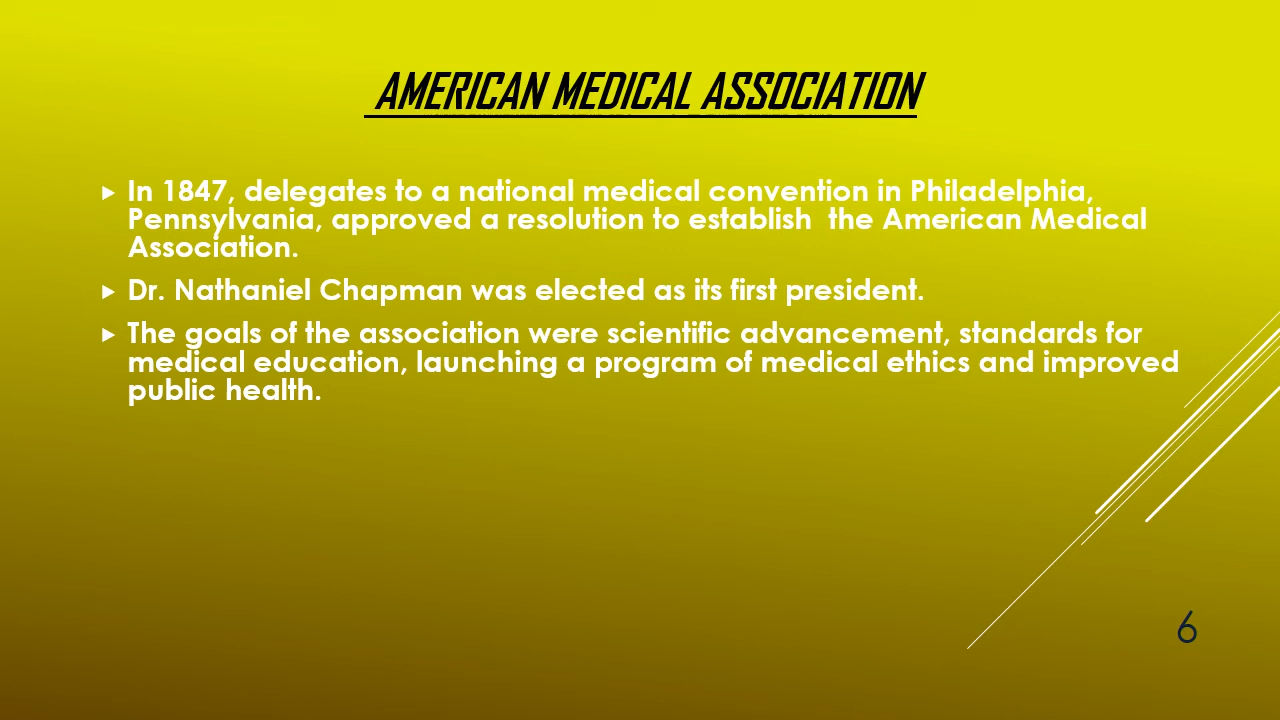 AMERICAN MEDICAL ASSOCIATION
In 1847, delegates to a national medical convention in Philadelphia,
Pennsylvania, approved a resolution to establish  the American Medical
Association.
Dr. Nathaniel Chapman was elected as its first president.
The goals of the association were scientific advancement, standards for
medical education, launching a program of medical ethics and improved
public health.
6